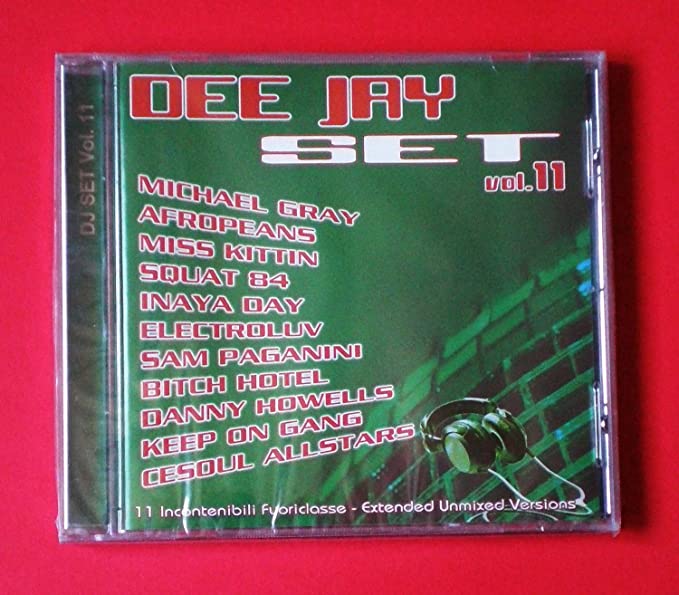 DEE JAY
SET
vol.11
MICHAEL GRAY
AFROPEANS
MISS KITTIN
SQUAT 84
INAYA DAY
ELECTROLUV
SAM PAGANINI
BITCH HOTEL
DANNY HOWELLS
KEEP ON GANG
CESOUL ALLSTARS
11 Incontenibili Fuoriclasse - Extended Unmixed Versions
DJ SET Vol. 11